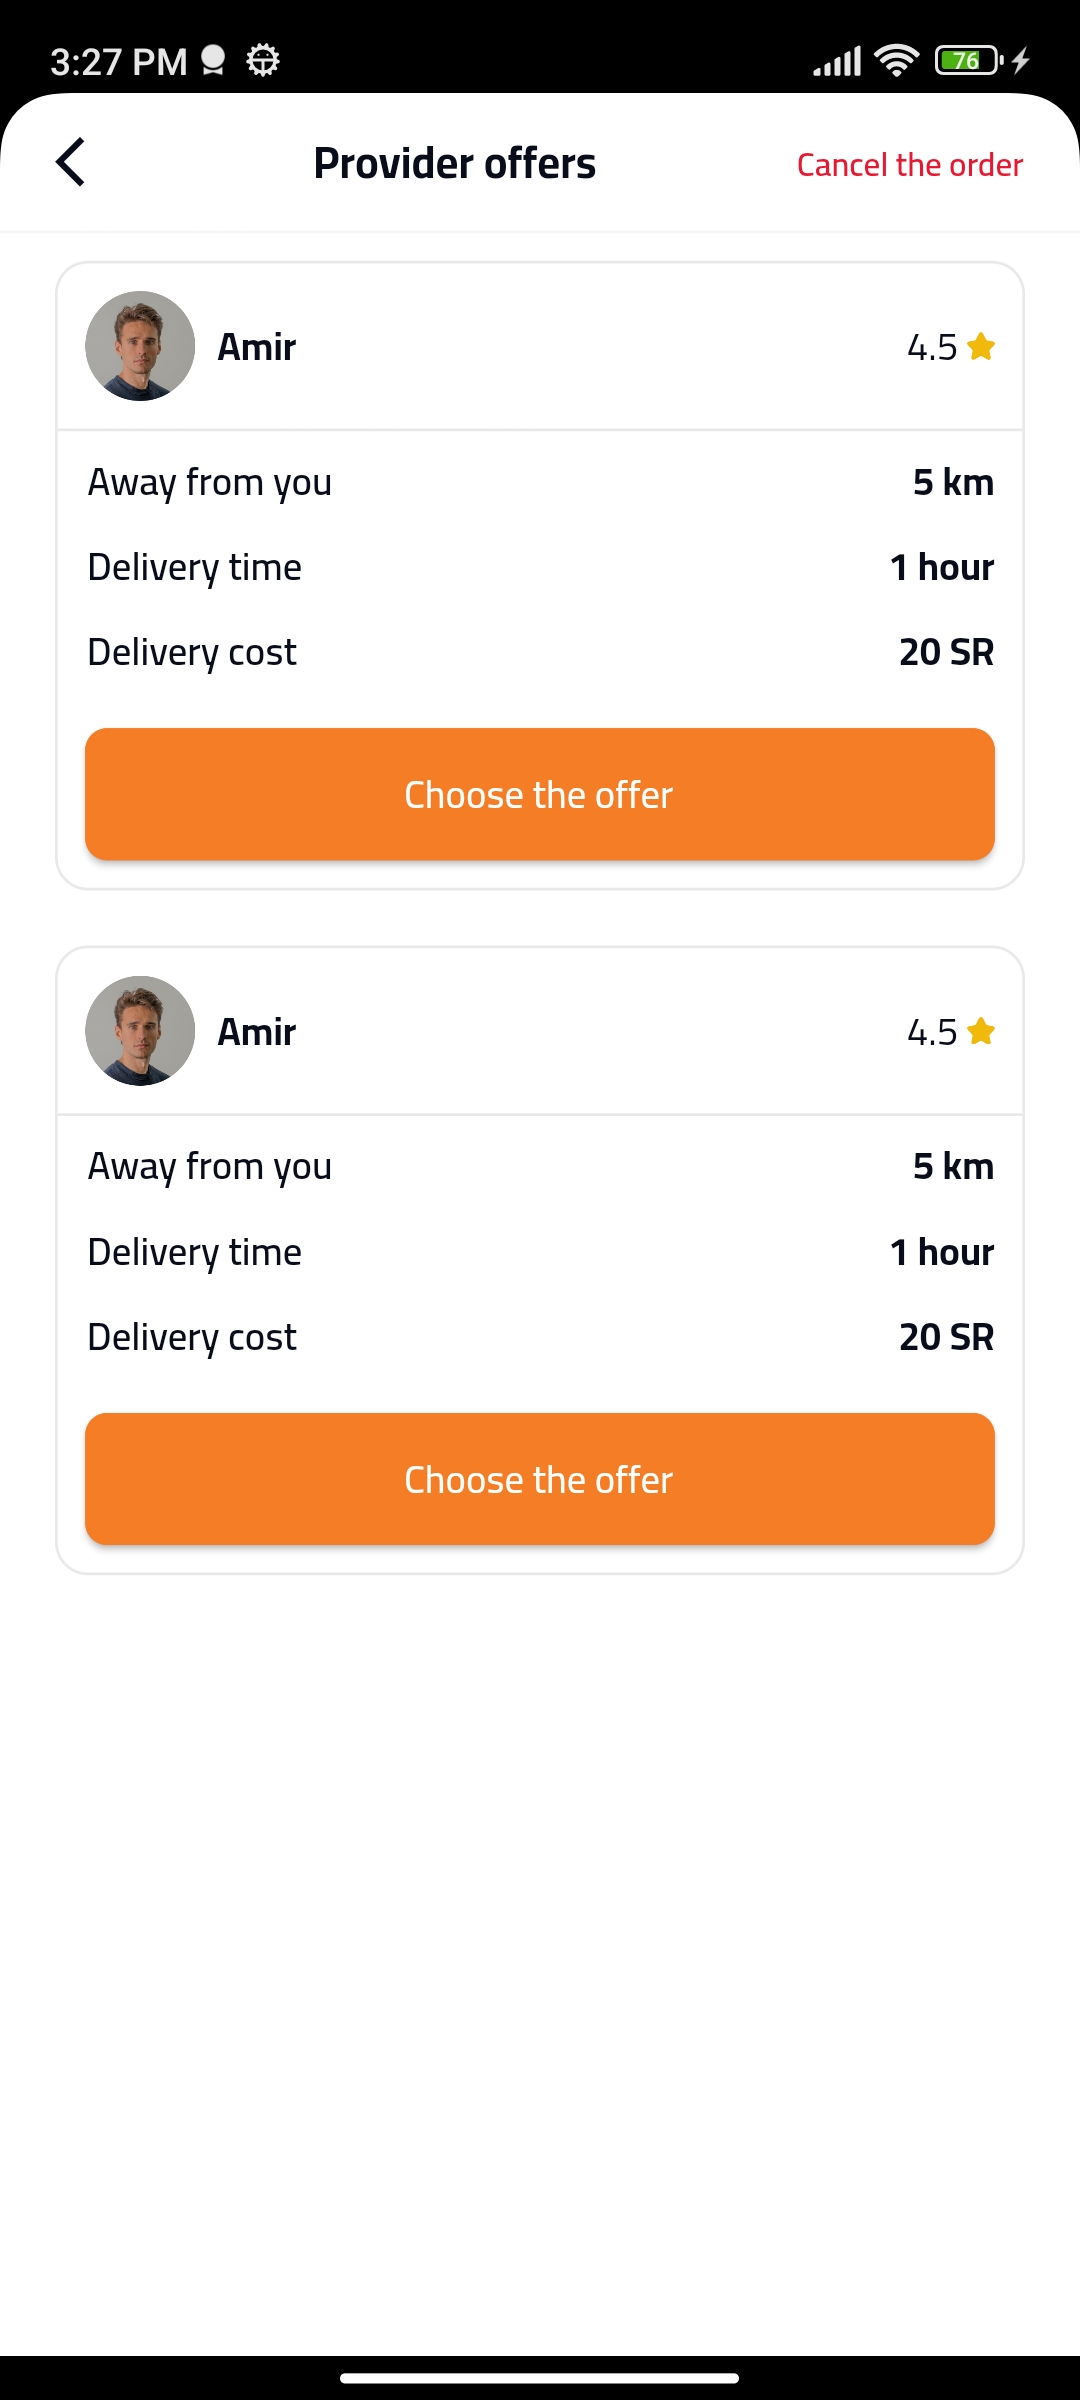 3:27 PM
76
Provider offers
Cancel the order
Amir
4.5
Away from you
5 km
Delivery time
1 hour
Delivery cost
20 SR
Choose the offer
Amir
4.5
Away from you
5 km
Delivery time
1 hour
Delivery cost
20 SR
Choose the offer